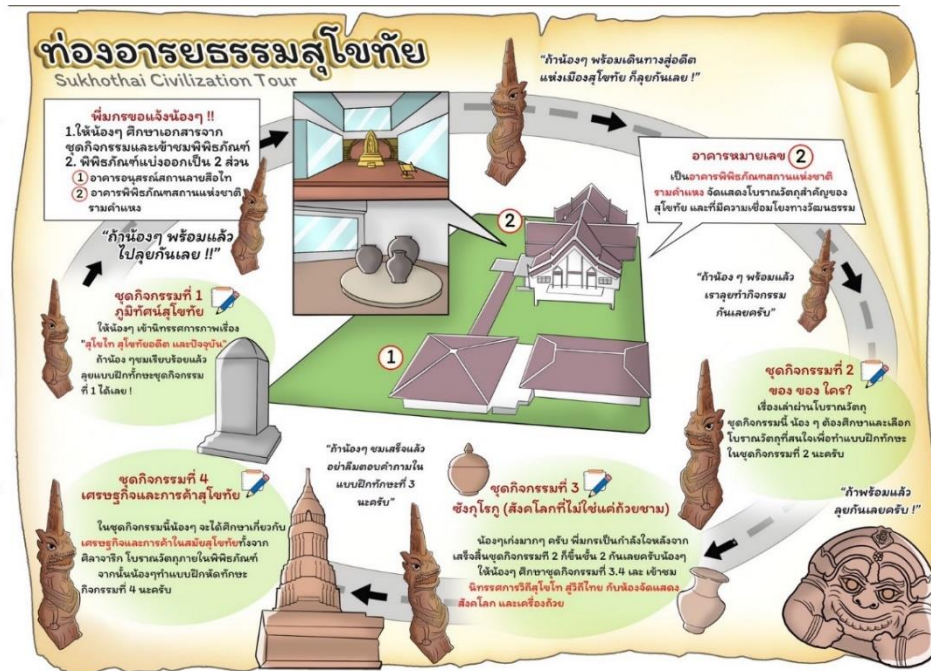 ท่องอารยธรรมสุโขทัย
Sukhothai Civilization Tour
พี่มกรขอแจ้งน้องๆ !!
1.ให้น้องๆ ศึกษาเอกสารจาก
ชุดกิจกรรมและเข้าชมพิพิธภัณฑ์
2. พิพิธภัณฑ์แบ่งออกเป็น 2 ส่วน
1 อาคารอนุสรณ์สถานลายสือไท
2 อาคารพิพิธภัณฑสถานแห่งชาติ
รามคำแหง
"ถ้าน้องๆ พร้อมแล้ว
ไปลุยกันเลย !!"
"ถ้าน้องๆ พร้อมเดินทางสู่อดีต
แห่งเมืองสุโขทัย ก็ลุยกันเลย !"
อาคารหมายเลข 2
เป็นอาคารพิพิธภัณฑสถานแห่งชาติ
รามคำแหง จัดแสดงโบราณวัตถุสำคัญของ
สุโขทัย และที่มีความเชื่อมโยงทางวัฒนธรรม
2
1
"ถ้าน้อง ๆ พร้อมแล้ว
เราลุยทำกิจกรรม
กันเลยครับ"
ชุดกิจกรรมที่ 1
ภูมิทัศน์สุโขทัย
ให้น้องๆ เข้านิทรรศการภาพเรื่อง
"สุโขไท สุโขทัยอดีต และปัจจุบัน"
ถ้าน้อง ๆชมเรียบร้อยแล้ว
ลุยแบบฝึกทักษะชุดกิจกรรม
ที่ 1 ได้เลย !
ชุดกิจกรรมที่ 2
ของ ของ ใคร?
เรื่องเล่าผ่านโบราณวัตถุ
ชุดกิจกรรมนี้ น้อง ๆ ต้องศึกษาและเลือก
โบราณวัตถุที่สนใจเพื่อทำแบบฝึกทักษะ
ในชุดกิจกรรมที่ 2 นะครับ
"ถ้าพร้อมแล้ว
ลุยกันเลยครับ !"
"ถ้าน้องๆ ชมเสร็จแล้ว
อย่าลืมตอบคำถามใน
แบบฝึกทักษะที่ 3
นะครับ"
ชุดกิจกรรมที่ 3
ซังกุโรกู (สังคโลกที่ไม่ใช่แค่ถ้วยชาม)
น้องๆเก่งมากๆ ครับ พี่มกรเป็นกำลังใจหลังจาก
เสร็จสิ้นชุดกิจกรรมที่ 2 ก็ขึ้นชั้น 2 กันเลยครับน้องๆ
ให้น้องๆ ศึกษาชุดกิจกรรมที่ 3.4 และ เข้าชม
นิทรรศการวิถีสุโขไท สู่วิถีไทย กับห้องจัดแสดง
สังคโลก และเครื่องถ้วย
ชุดกิจกรรมที่ 4
เศรษฐกิจและการค้าสุโขทัย
ในชุดกิจกรรมนี้น้องๆ จะได้ศึกษาเกี่ยวกับ
เศรษฐกิจและการค้าในสมัยสุโขทัยทั้งจาก
ศิลาจารึก โบราณวัตถุภายในพิพิธภัณฑ์
จากนั้นน้องๆทำแบบฝึกหัดทักษะ
กิจกรรมที่ 4 นะครับ